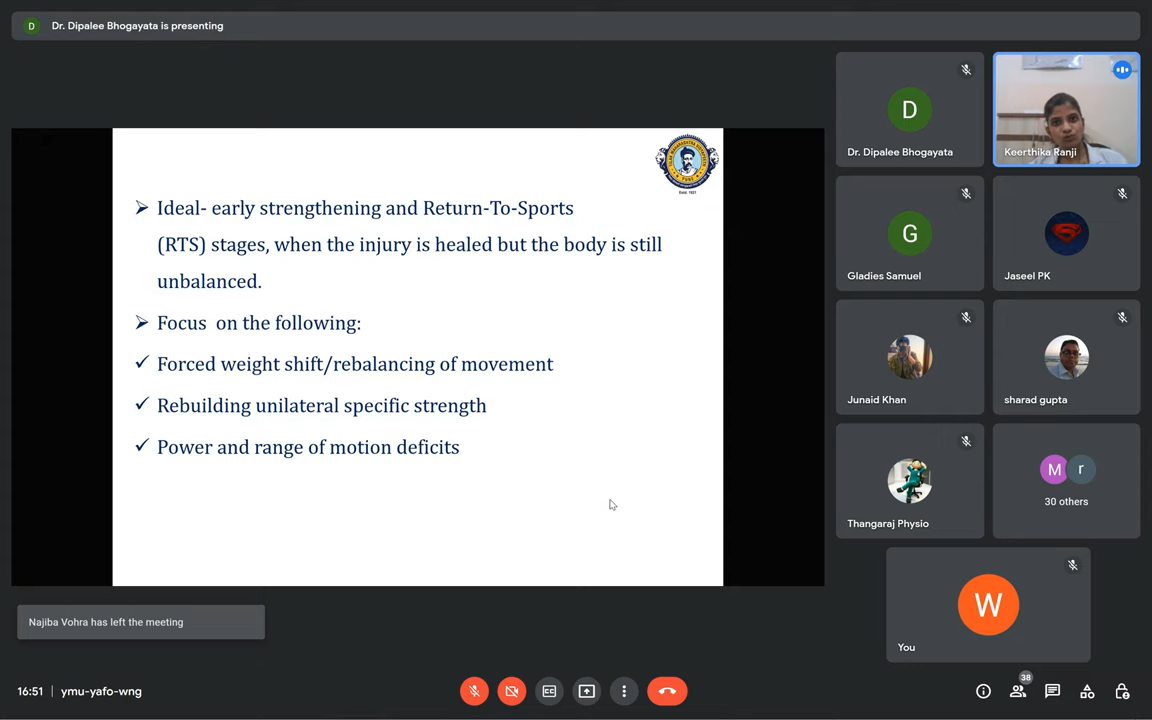 D Dr. Dipalee Bhogayata is presenting
D
Dr. Dipalee Bhogayata
Keerthika Ranji
➢ Ideal- early strengthening and Return-To-Sports
(RTS) stages, when the injury is healed but the body is still
unbalanced.
➢ Focus on the following:
✓ Forced weight shift/rebalancing of movement
✓ Rebuilding unilateral specific strength
✓ Power and range of motion deficits
G
Gladies Samuel
Jaseel PK
Junaid Khan
sharad gupta
Thangaraj Physio
M r
30 others
W
You
Najiba Vohra has left the meeting
16:51 | ymu-yafo-wng
CC
38